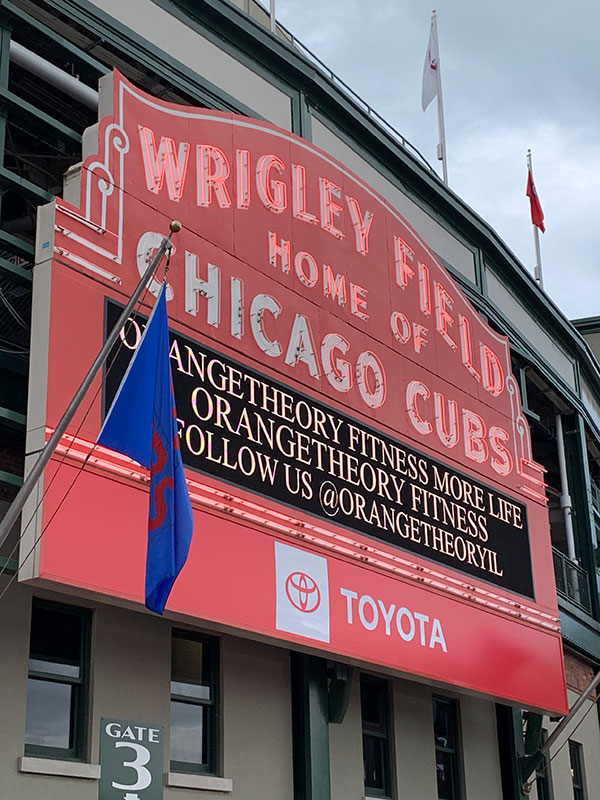 WRIGLEY FIELD
HOME OF
CHICAGO CUBS
ORANGETHEORY FITNESS MORE LIFE
ORANGETHEORY FITNESS
FOLLOW US @ORANGETHEORYIL
TOYOTA
GATE
3